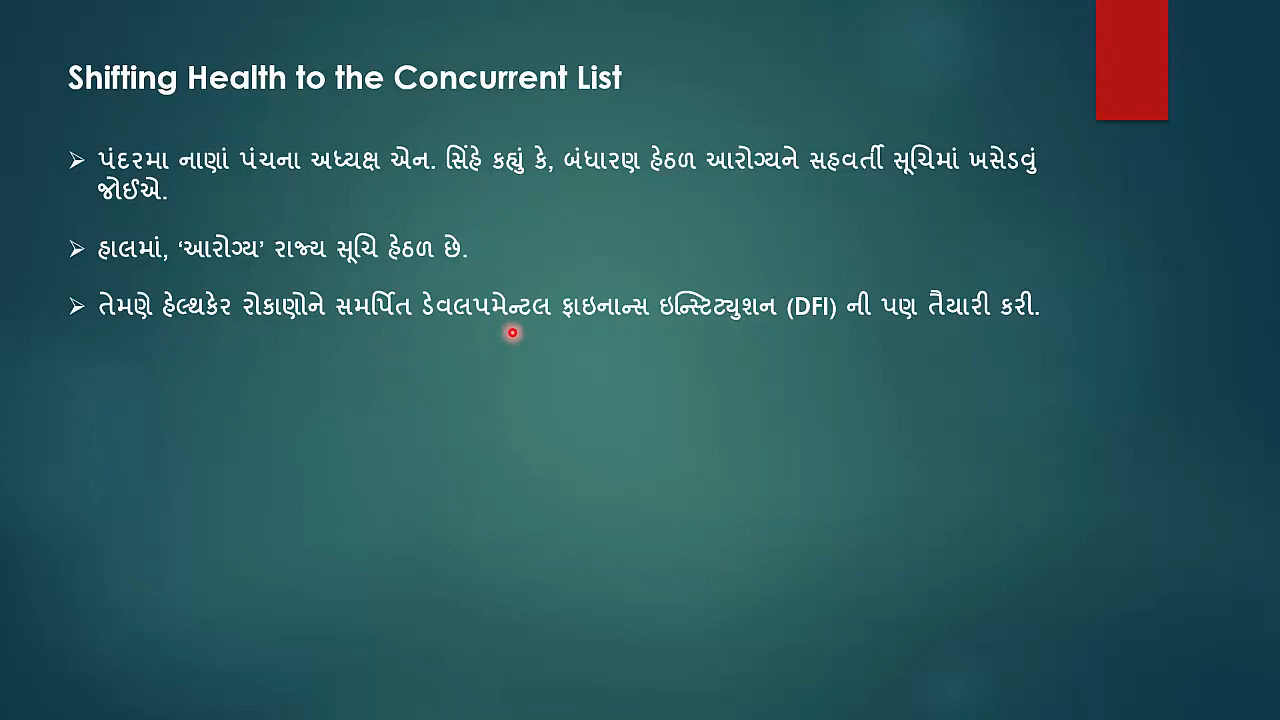 Shifting Health to the Concurrent List
➢ પંદરમા નાણાં પંચના અધ્યક્ષ એન. સિંહે કહ્યું કે, બંધારણ હેઠળ આરોગ્યને સહવર્તી સૂચિમાં ખસેડવું
જોઈએ.
➢ હાલમાં, ‘આરોગ્ય’ રાજ્ય સૂચિ હેઠળ છે.
➢ તેમણે હેલ્થકેર રોકાણોને સમર્પિત ડેવલપમેન્ટલ ફાઇનાન્સ ઇન્સ્ટિટ્યુશન (DFI) ની પણ તૈયારી કરી.